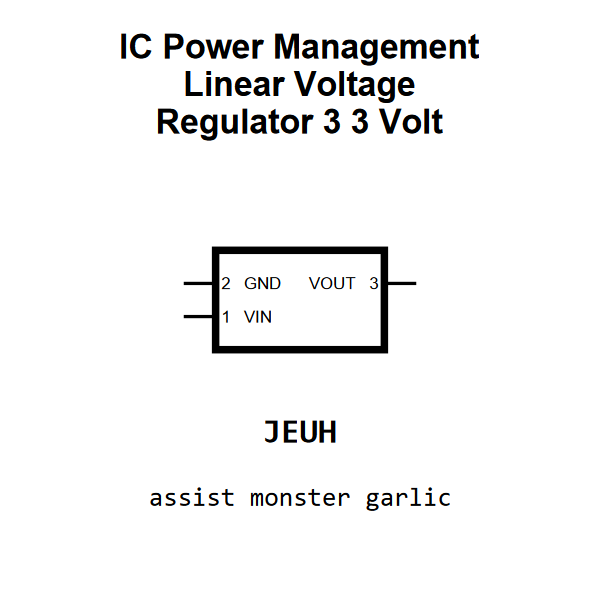 IC Power Management
Linear Voltage
Regulator 3 3 Volt
2 GND VOUT 3
1 VIN
JEUH
assist monster garlic